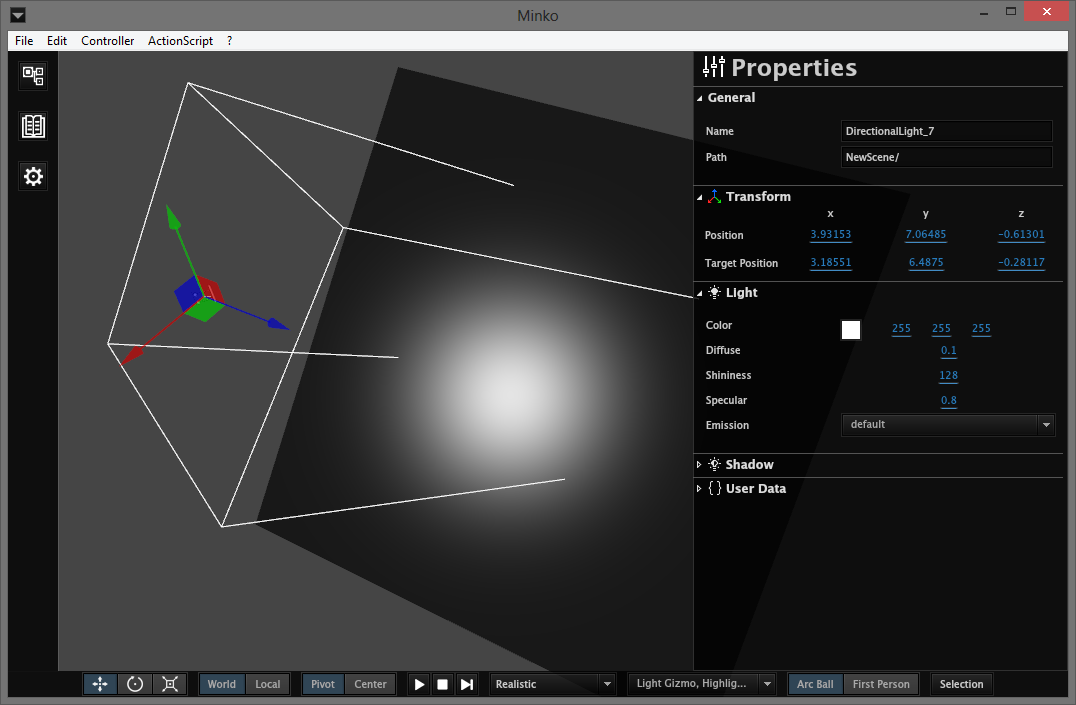 Minko
File Edit Controller ActionScript ?
Properties
General
Name DirectionalLight_7
Path NewScene/
Transform
x y z
Position 3.93153 7.06485 -0.61301
Target Position 3.18551 6.4875 -0.28117
Light
Color 255 255 255
Diffuse 0.1
Shininess 128
Specular 0.8
Emission default
Shadow
{} User Data
World Local Pivot Center Realistic Light Gizmo, Highlig... Arc Ball First Person Selection